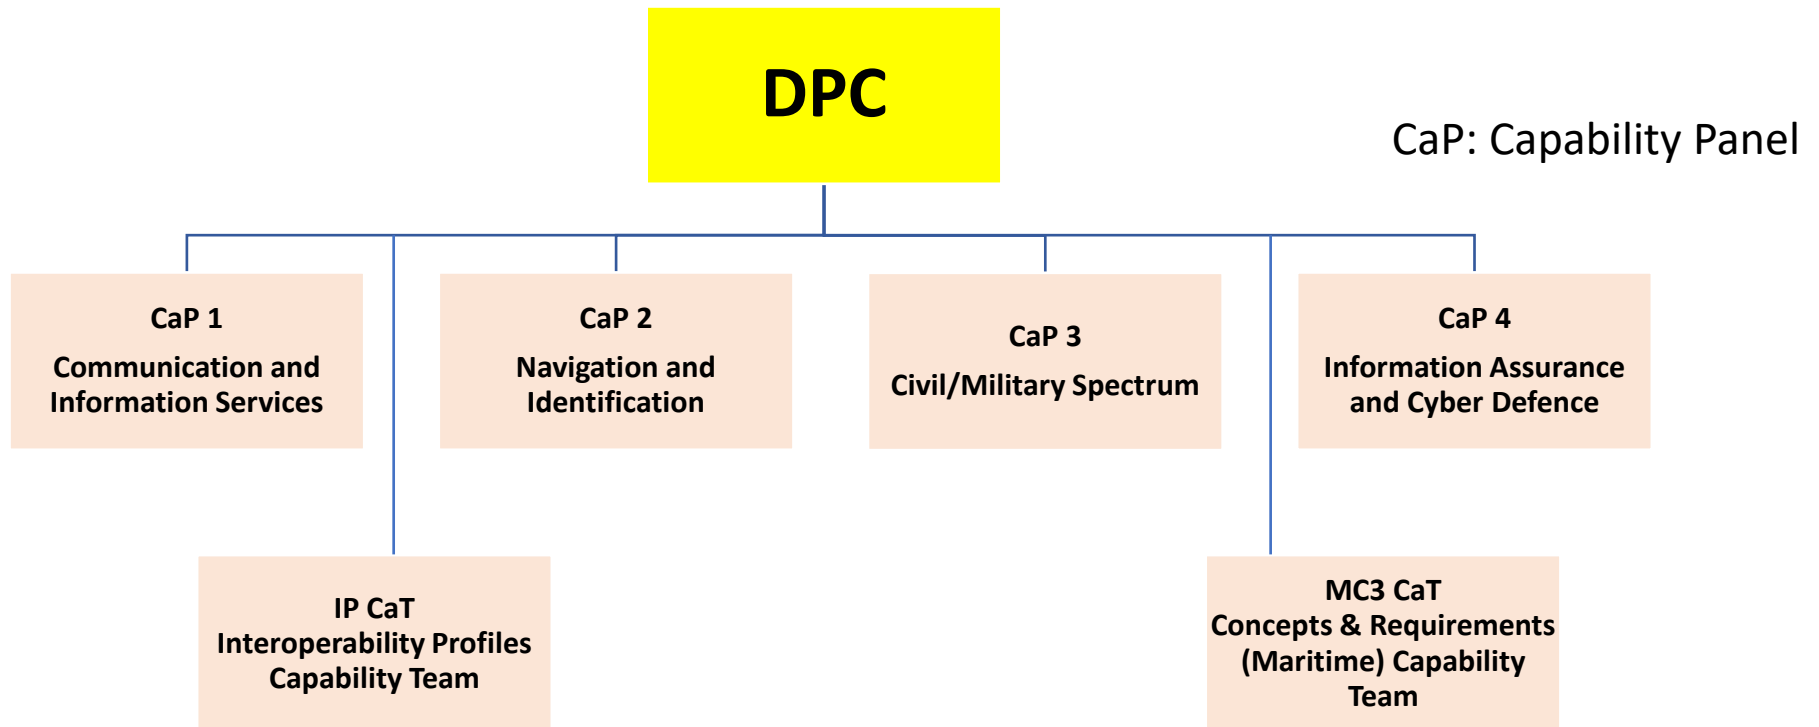 DPC
CaP: Capability Panel
CaP 1
Communication and
Information Services
CaP 2
Navigation and
Identification
CaP 3
Civil/Military Spectrum
CaP 4
Information Assurance
and Cyber Defence
IP CaT
Interoperability Profiles
Capability Team
MC3 CaT
Concepts & Requirements
(Maritime) Capability
Team